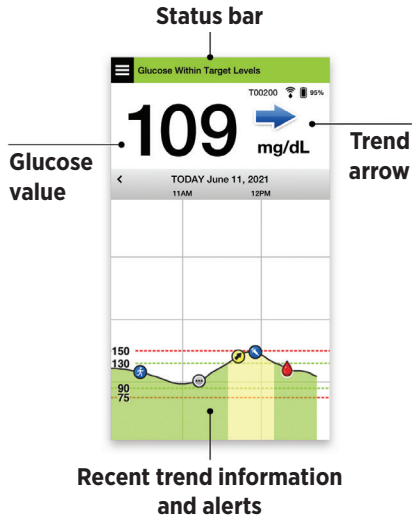 Status bar
Glucose Within Target Levels
T00200 95%
109
mg/dL
Glucose
value
Trend
arrow
TODAY June 11, 2021
11AM 12PM
150
130
90
75
Recent trend information
and alerts